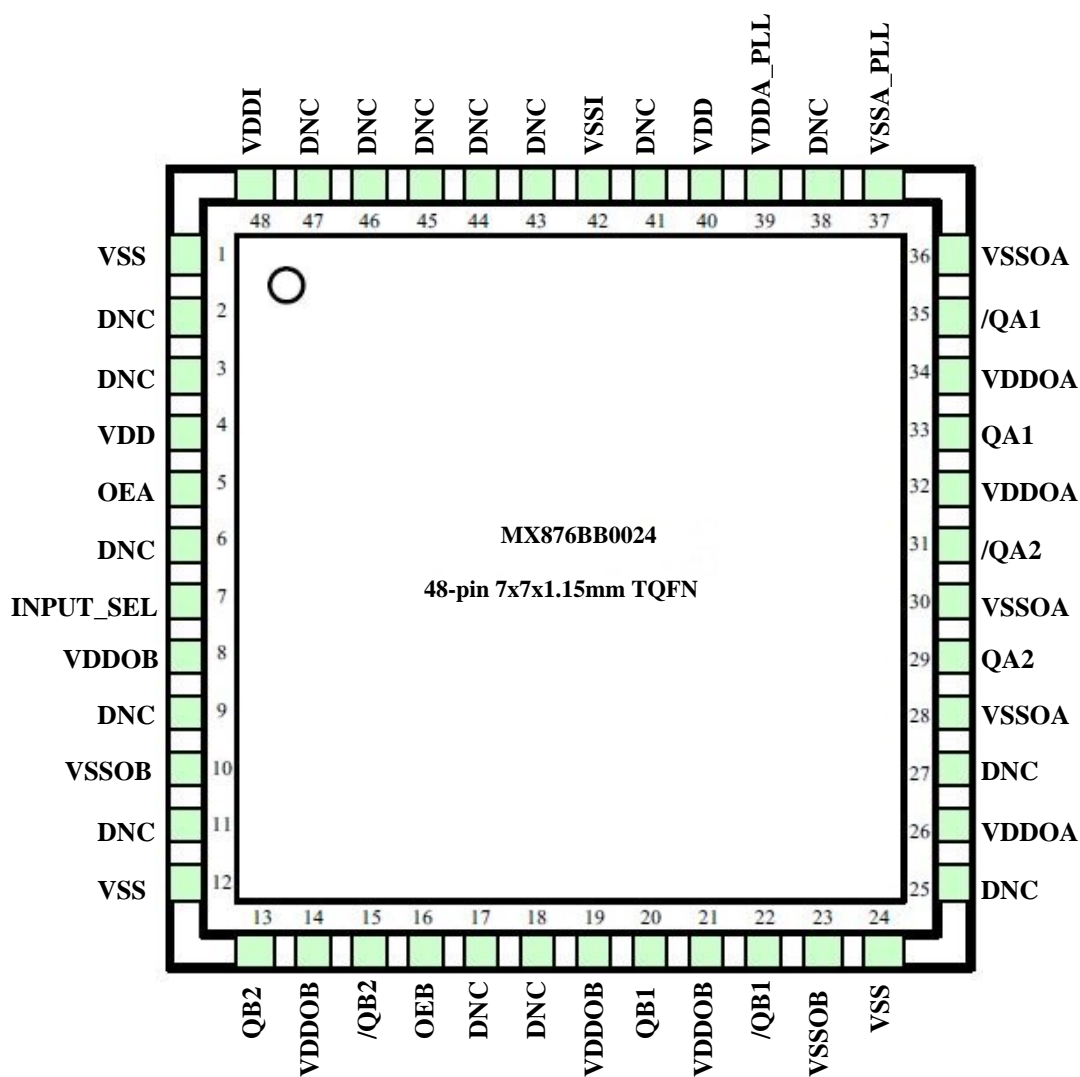 VDDI
DNC
DNC
DNC
DNC
DNC
VSSI
DNC
VDD
VDDA_PLL
DNC
VSSA_PLL
48 47 46 45 44 43 42 41 40 39 38 37
VSS 1
DNC 2
DNC 3
VDD 4
OEA 5
DNC 6
INPUT_SEL 7
VDDOB 8
DNC 9
VSSOB 10
DNC 11
VSS 12
MX876BB0024
48-pin 7x7x1.15mm TQFN
36 VSSOA
35 /QA1
34 VDDOA
33 QA1
32 VDDOA
31 /QA2
30 VSSOA
29 QA2
28 VSSOA
27 DNC
26 VDDOA
25 DNC
13 14 15 16 17 18 19 20 21 22 23 24
QB2
VDDOB
/QB2
OEB
DNC
DNC
VDDOB
QB1
VDDOB
/QB1
VSSOB
VSS